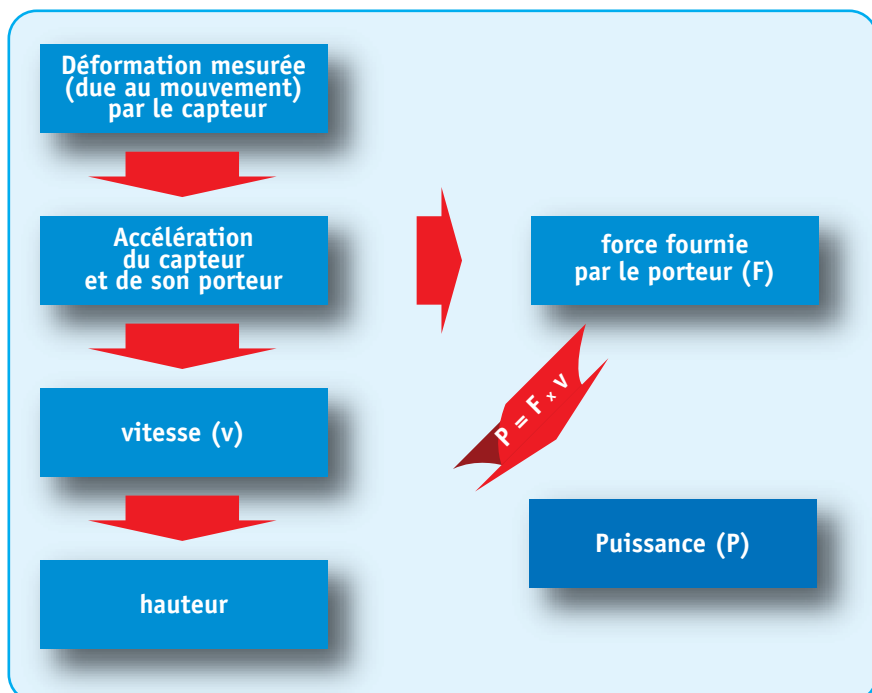 Déformation mesurée
(due au mouvement)
par le capteur
Accélération
du capteur
et de son porteur
force fournie
par le porteur (F)
vitesse (v)
P = F x v
Puissance (P)
hauteur